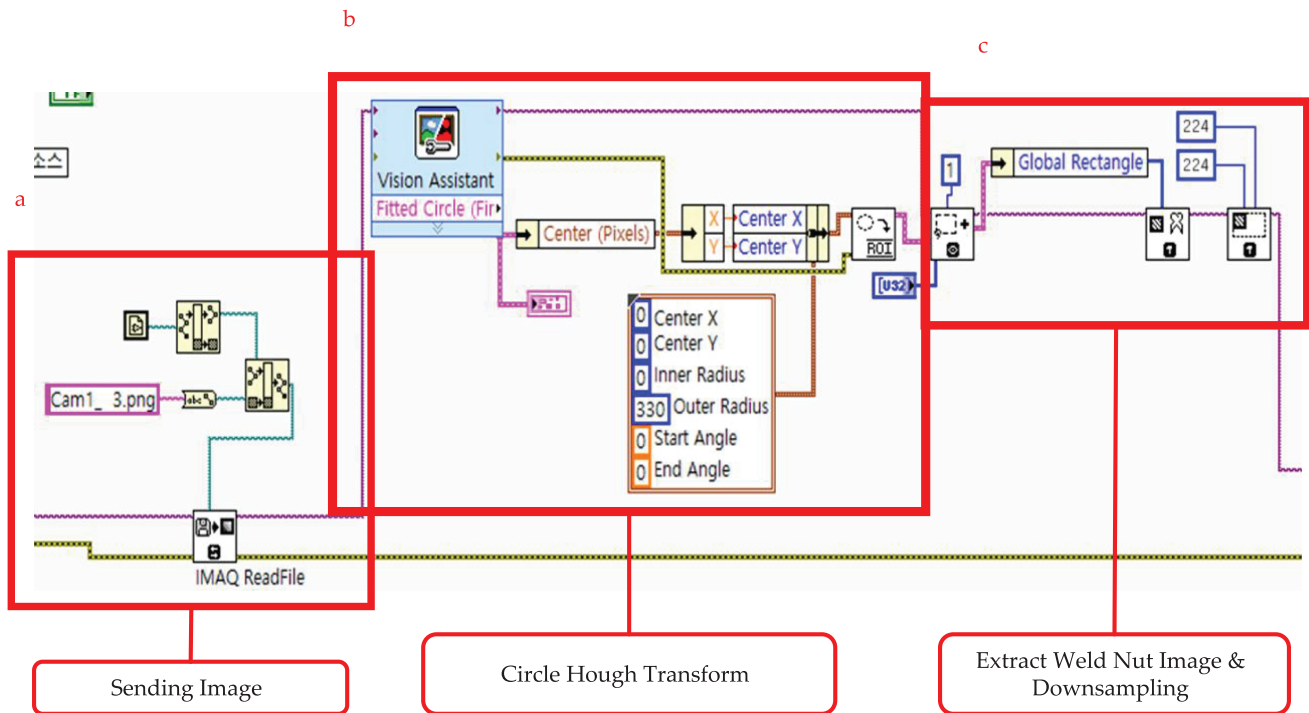 b
c
a
소스
Vision Assistant
Fitted Circle (Fir
Center (Pixels)
X
Center X
Y
Center Y
ROI
0 Center X
0 Center Y
0 Inner Radius
330 Outer Radius
0 Start Angle
0 End Angle
1
Global Rectangle
224
224
[U32]
Cam1_ 3.png
abc
IMAQ ReadFile
Sending Image
Circle Hough Transform
Extract Weld Nut Image &
Downsampling